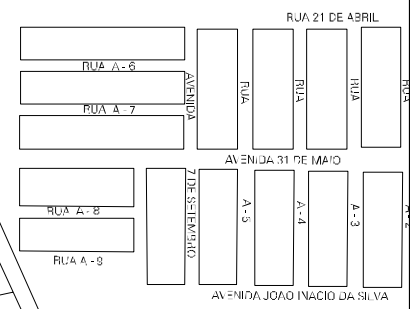 RUA 21 DE ABRIL
RUA A - 6
RUA A - 7
AVENIDA
RUA
RUA
RUA
RUA
AVENIDA 31 DE MAIO
RUA A - 8
RUA A - 9
7 DE SETEMBRO
A - 5
A - 4
A - 3
A - 2
AVENIDA JOAO INACIO DA SILVA